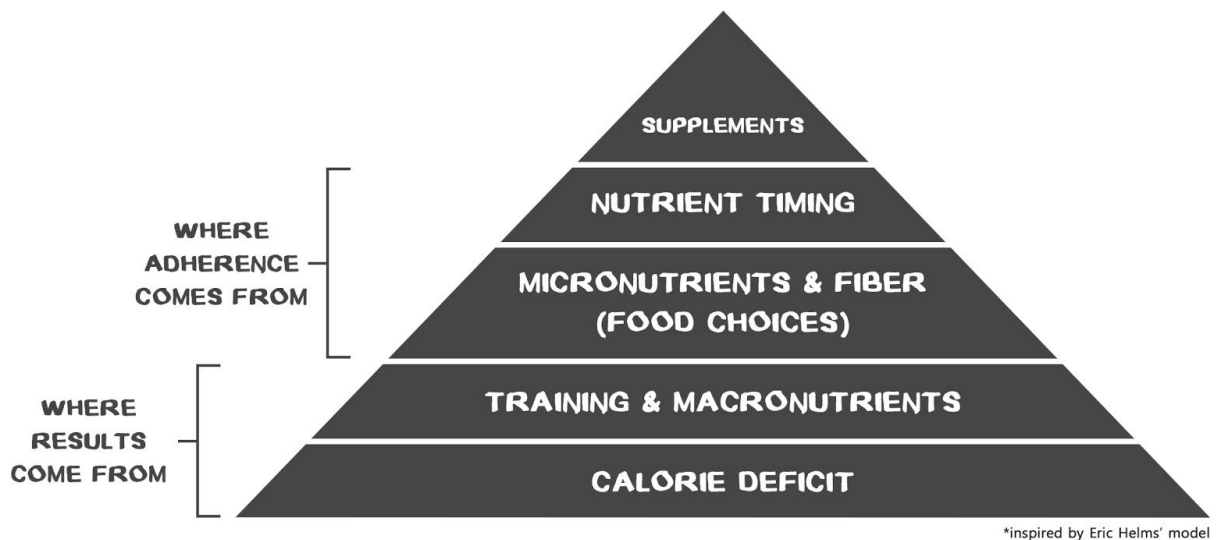 SUPPLEMENTS
NUTRIENT TIMING
WHERE
ADHERENCE
COMES FROM
MICRONUTRIENTS & FIBER
(FOOD CHOICES)
TRAINING & MACRONUTRIENTS
WHERE
RESULTS
COME FROM
CALORIE DEFICIT
*inspired by Eric Helms' model